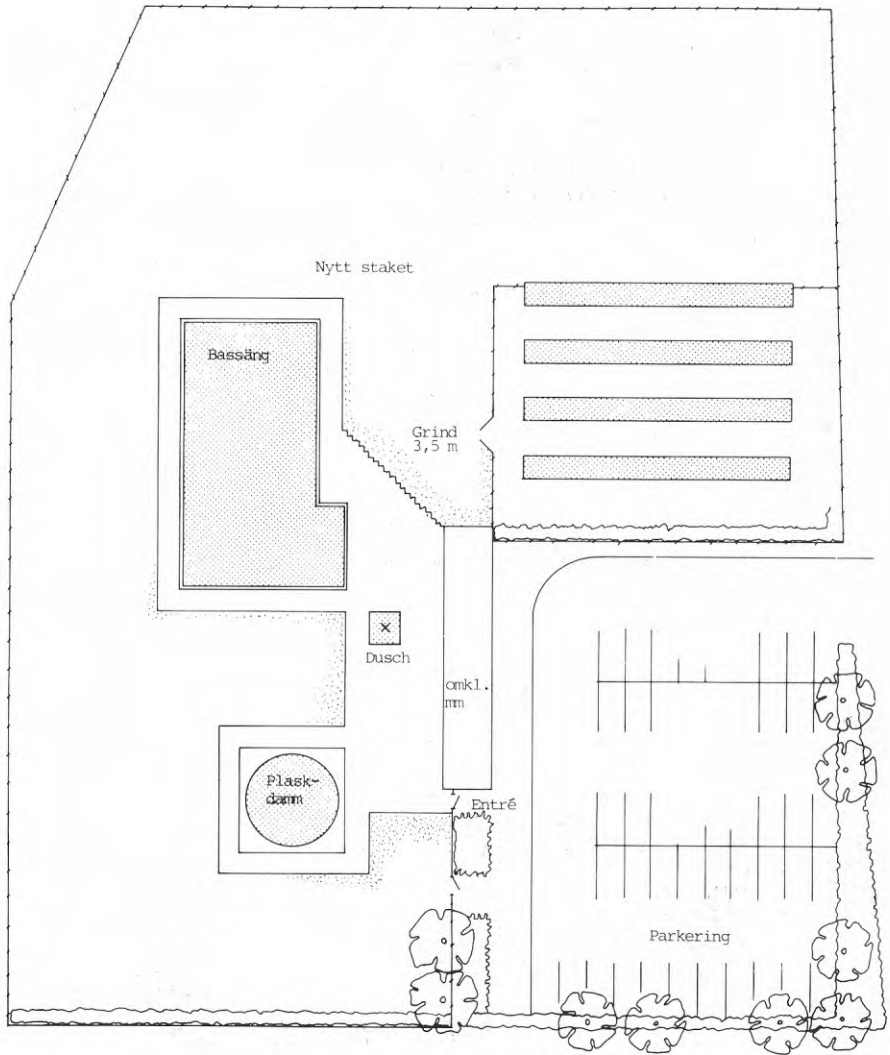 Nytt staket
Bassäng
Grind
3,5 m
Dusch
omkl.
mm
Plask-
damm
Entré
Parkering